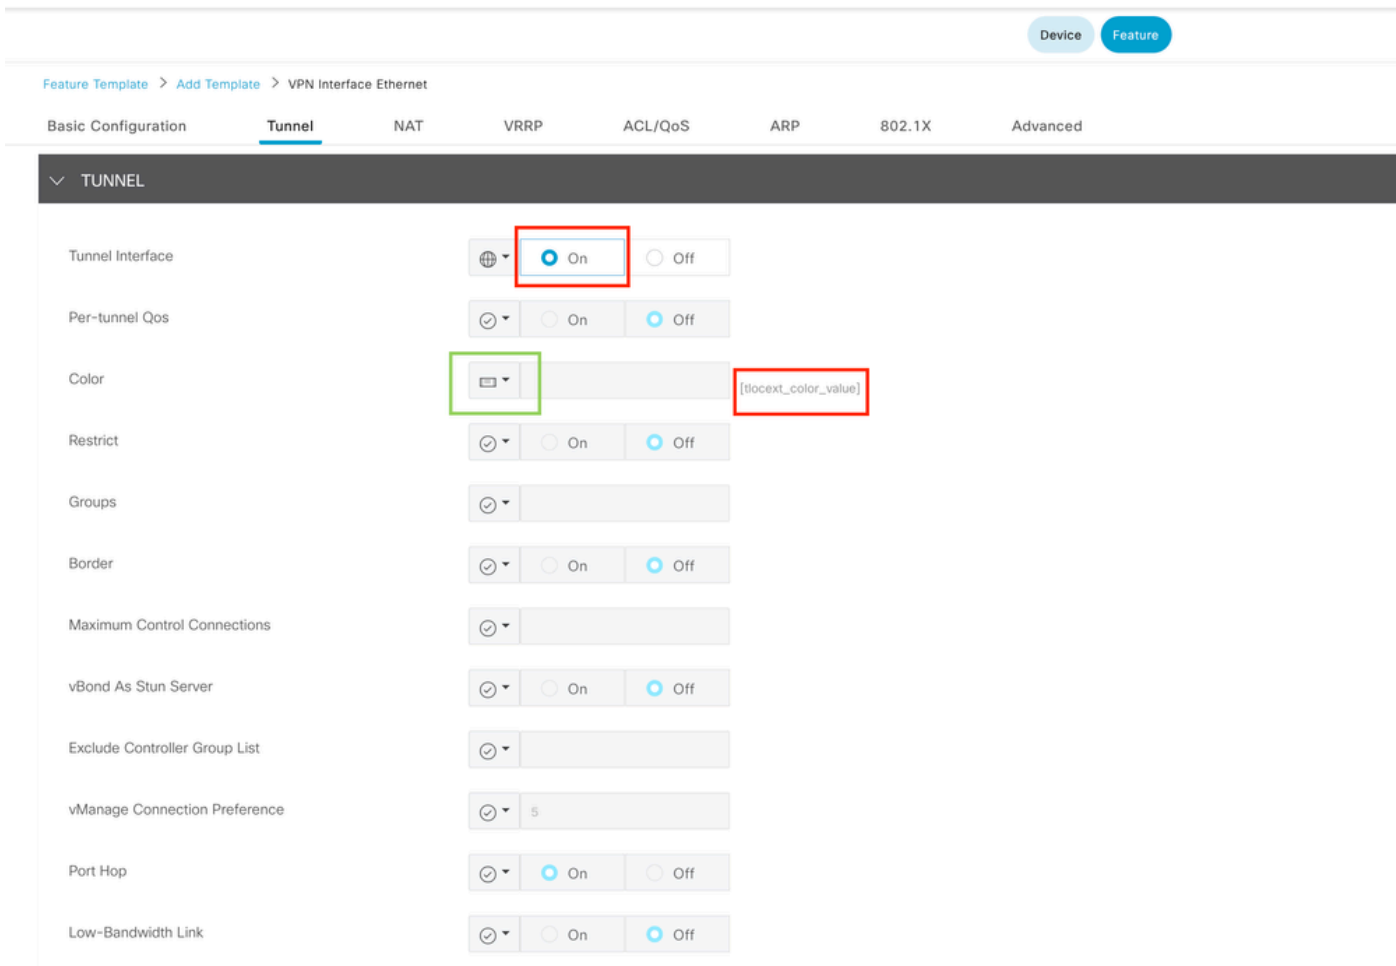 Device Feature
Feature Template > Add Template > VPN Interface Ethernet
Basic Configuration Tunnel NAT VRRP ACL/QoS ARP 802.1X Advanced
TUNNEL
Tunnel Interface On Off
Per-tunnel Qos On Off
Color [tlocext_color_value]
Restrict On Off
Groups
Border On Off
Maximum Control Connections
vBond As Stun Server On Off
Exclude Controller Group List
vManage Connection Preference 5
Port Hop On Off
Low-Bandwidth Link On Off